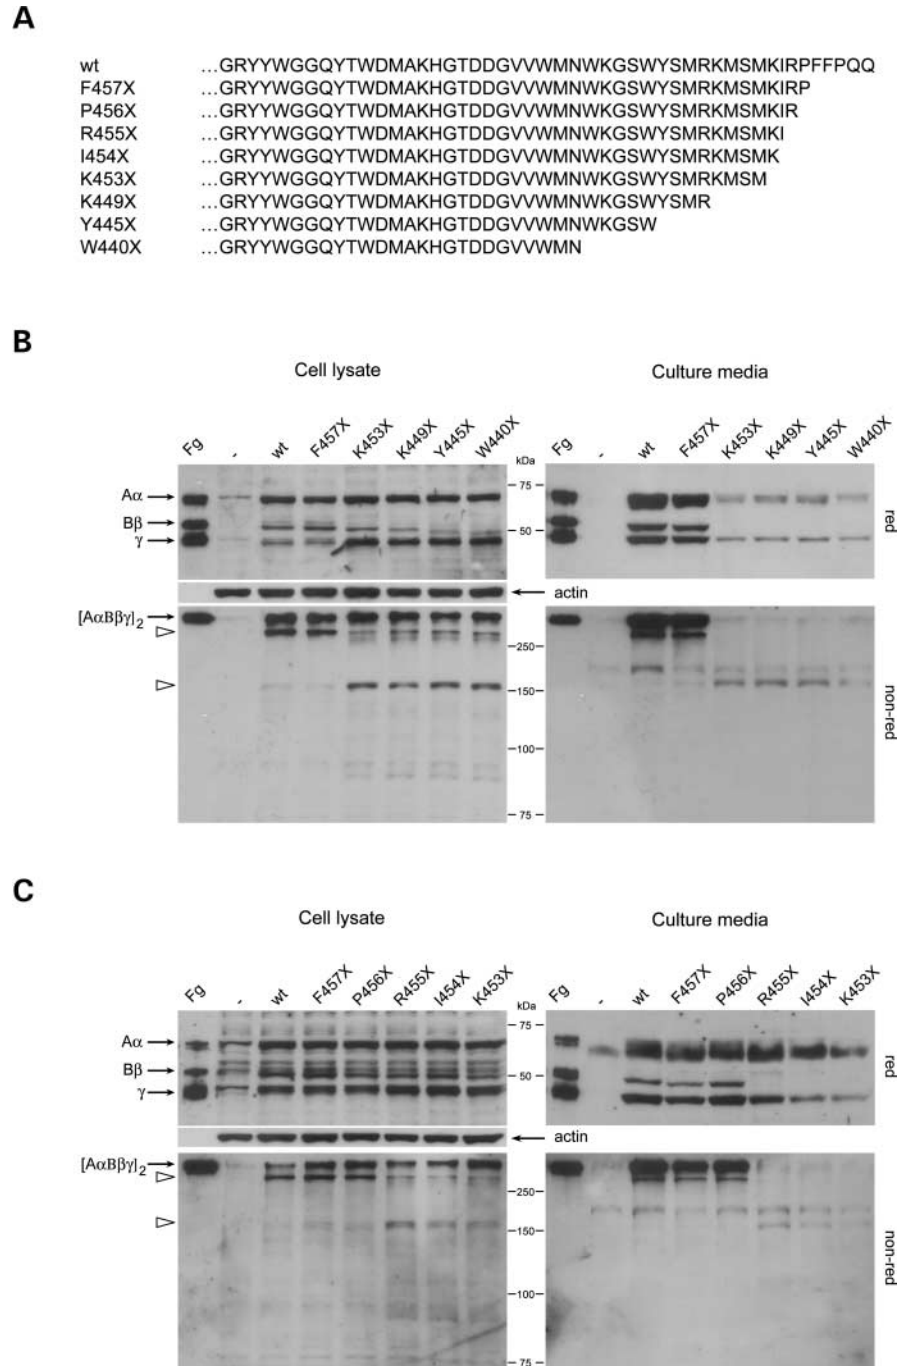 A
wt ...GRYYWGGQYTWDMAKHGTDDGVVWMNWKGSWYSMRKMSMKIRPFFPQQ
F457X ...GRYYWGGQYTWDMAKHGTDDGVVWMNWKGSWYSMRKMSMKIRP
P456X ...GRYYWGGQYTWDMAKHGTDDGVVWMNWKGSWYSMRKMSMKIR
R455X ...GRYYWGGQYTWDMAKHGTDDGVVWMNWKGSWYSMRKMSMKI
I454X ...GRYYWGGQYTWDMAKHGTDDGVVWMNWKGSWYSMRKMSMK
K453X ...GRYYWGGQYTWDMAKHGTDDGVVWMNWKGSWYSMRKMSM
K449X ...GRYYWGGQYTWDMAKHGTDDGVVWMNWKGSWYSMR
Y445X ...GRYYWGGQYTWDMAKHGTDDGVVWMNWKGSW
W440X ...GRYYWGGQYTWDMAKHGTDDGVVWMN
B
Cell lysate Culture media
Fg - wt F457X K453X K449X Y445X W440X kDa Fg - wt F457X K453X K449X Y445X W440X
Aα 75
Bβ 50
γ red
actin
[AαBβγ]2
250
150
non-red
100
75
C
Cell lysate Culture media
Fg - wt F457X P456X R455X I454X K453X kDa Fg - wt F457X P456X R455X I454X K453X
75
Aα red
Bβ 50
γ
actin
[AαBβγ]2
250
150
non-red
100
75